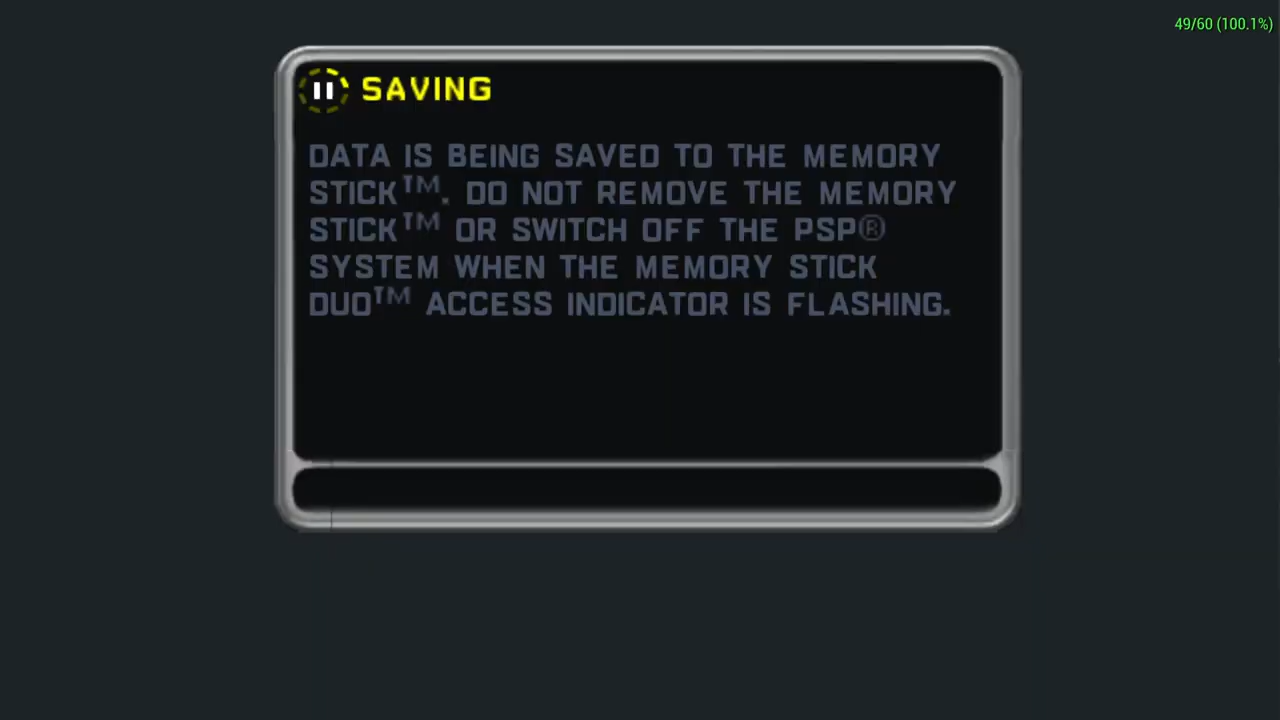 49/60 (100.1%)
SAVING
DATA IS BEING SAVED TO THE MEMORY
STICK™. DO NOT REMOVE THE MEMORY
STICK™ OR SWITCH OFF THE PSP®
SYSTEM WHEN THE MEMORY STICK
DUO™ ACCESS INDICATOR IS FLASHING.